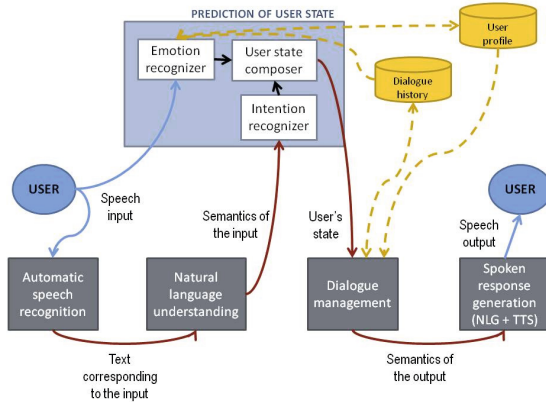 PREDICTION OF USER STATE
Emotion
recognizer
User state
composer
Intention
recognizer
User
profile
Dialogue
history
USER
Speech
input
Semantics of
the input
User's
state
Speech
output
USER
Automatic
speech
recognition
Natural
language
understanding
Dialogue
management
Spoken
response
generation
(NLG + TTS)
Text
corresponding
to the input
Semantics of
the output